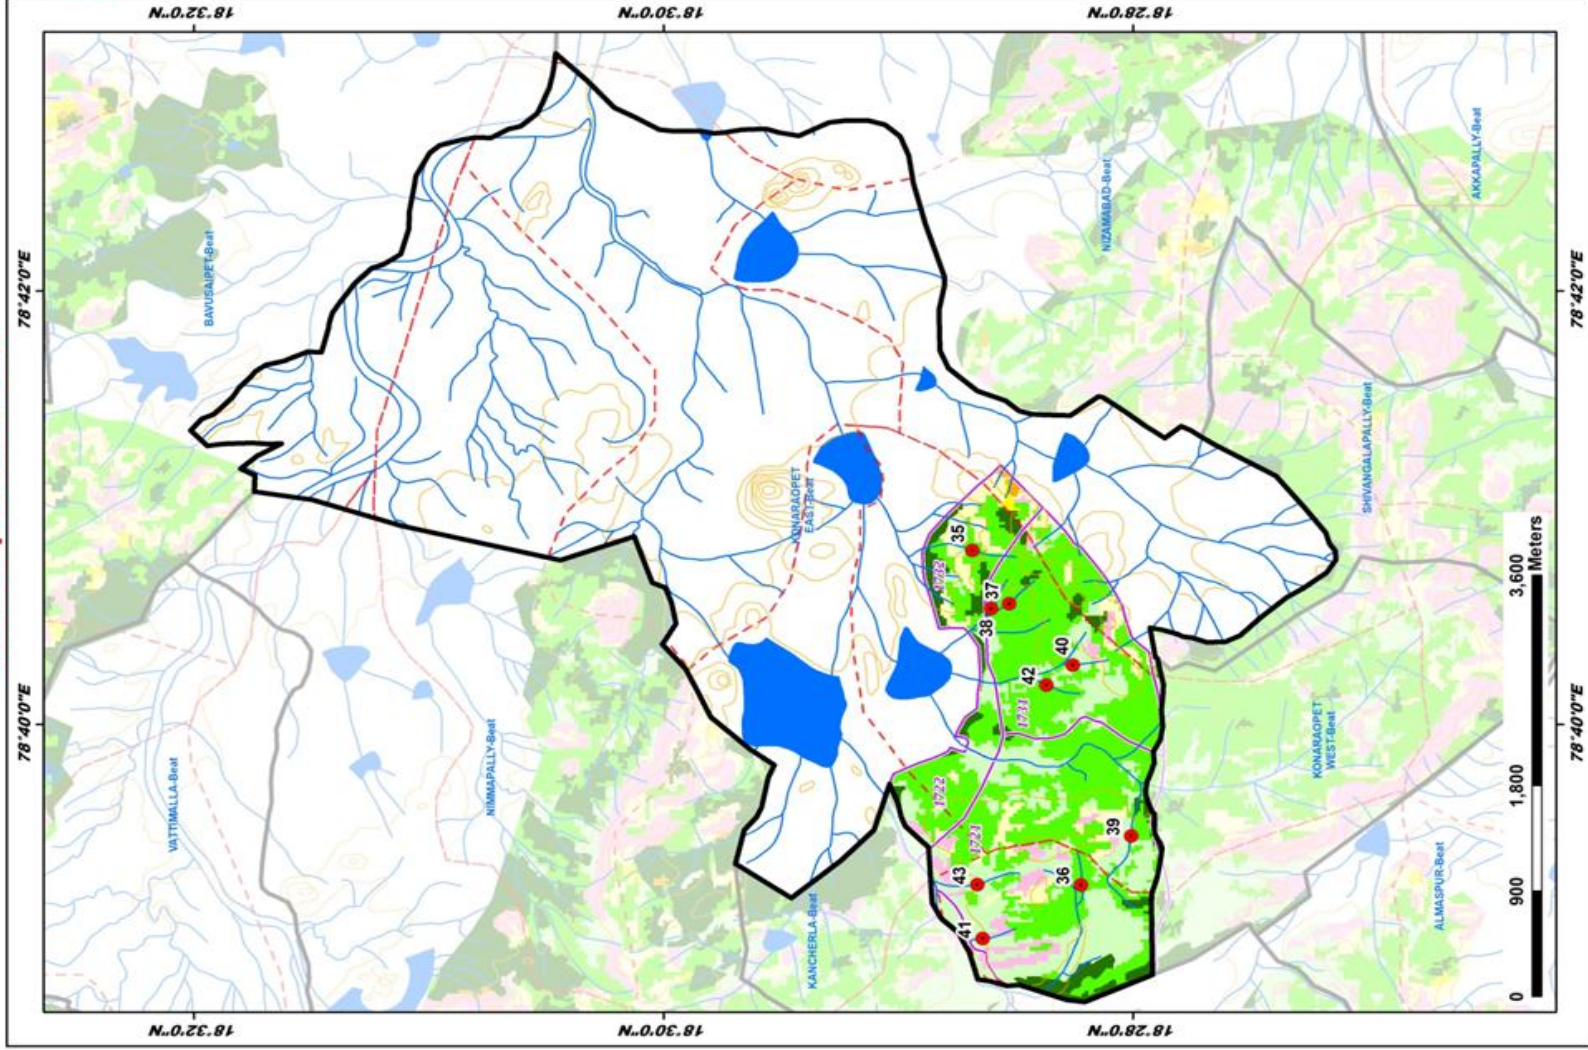 18°32'0"N
18°30'0"N
18°28'0"N
78°42'0"E
78°42'0"E
78°40'0"E
78°40'0"E
18°32'0"N
18°30'0"N
18°28'0"N
BAVUSAIPET-Beat
NIZAMABAD-Beat
AKKAPALLY-Beat
SHIVANGALAPALLY-Beat
KONARAOPET
EAST-Beat
VATTIMALLA-Beat
NIMMAPALLY-Beat
KANCHERLA-Beat
KONARAOPET
WEST-Beat
ALMASPUR-Beat
35
37
38
40
42
39
43
36
41
1732
1731
1722
1721
0
900
1,800
3,600
Meters